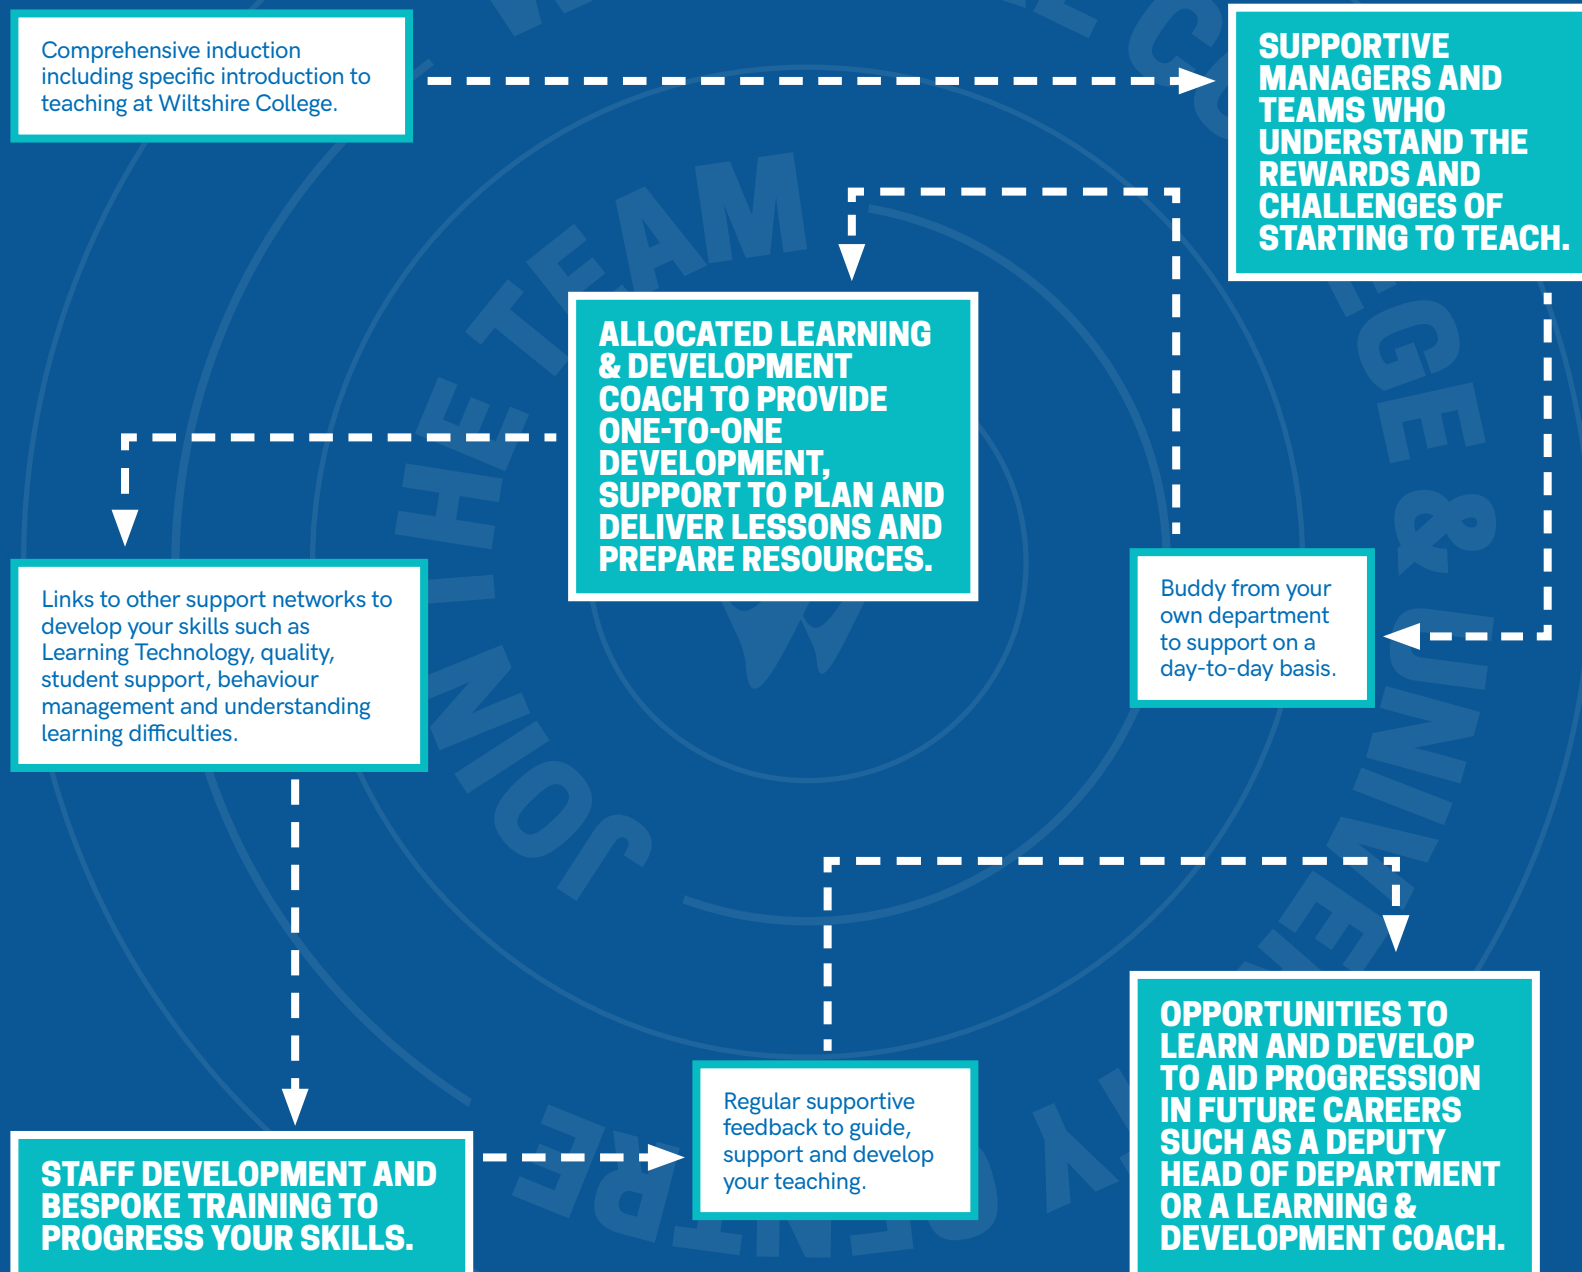 Comprehensive induction
including specific introduction to
teaching at Wiltshire College.
SUPPORTIVE
MANAGERS AND
TEAMS WHO
UNDERSTAND THE
REWARDS AND
CHALLENGES OF
STARTING TO TEACH.
Buddy from your
own department
to support on a
day-to-day basis.
ALLOCATED LEARNING
& DEVELOPMENT
COACH TO PROVIDE
ONE-TO-ONE
DEVELOPMENT,
SUPPORT TO PLAN AND
DELIVER LESSONS AND
PREPARE RESOURCES.
Links to other support networks to
develop your skills such as
Learning Technology, quality,
student support, behaviour
management and understanding
learning difficulties.
STAFF DEVELOPMENT AND
BESPOKE TRAINING TO
PROGRESS YOUR SKILLS.
Regular supportive
feedback to guide,
support and develop
your teaching.
OPPORTUNITIES TO
LEARN AND DEVELOP
TO AID PROGRESSION
IN FUTURE CAREERS
SUCH AS A DEPUTY
HEAD OF DEPARTMENT
OR A LEARNING &
DEVELOPMENT COACH.
JOIN THE TEAM